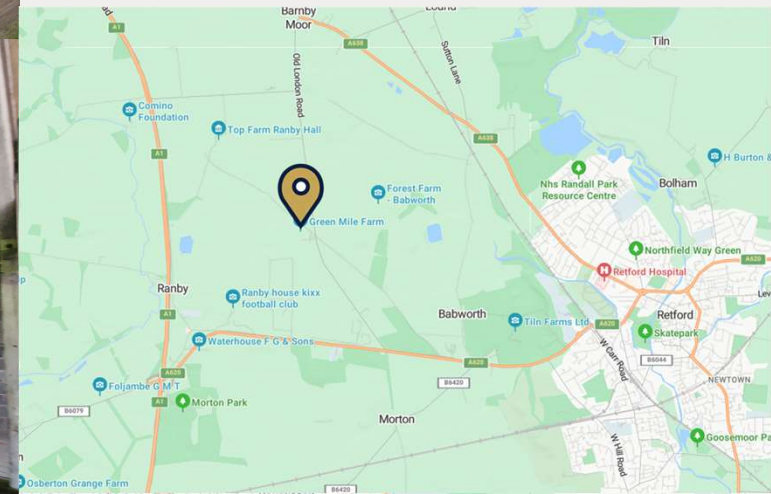 Barnby
Moor
Tiln
A1
A638
Old London Road
Sutton Lane
Comino
Foundation
Top Farm Ranby Hall
A638
A1
H Burton &
Forest Farm
- Babworth
Nhs Randall Park
Resource Centre
Bolham
Green Mile Farm
Northfield Way Green
A620
Retford Hospital
Ranby
Ranby house kixx
football club
A1
Babworth
Tiln Farms Ltd
A620
Retford
Skatepark
Waterhouse F G & Sons
W Carr Road
B6044
A620
A620
NEWTOWN
Foljambe G M T
B6420
B6079
A1
Morton Park
Morton
Goosemoor Pa
W Hill Road
Osberton Grange Farm
B6420